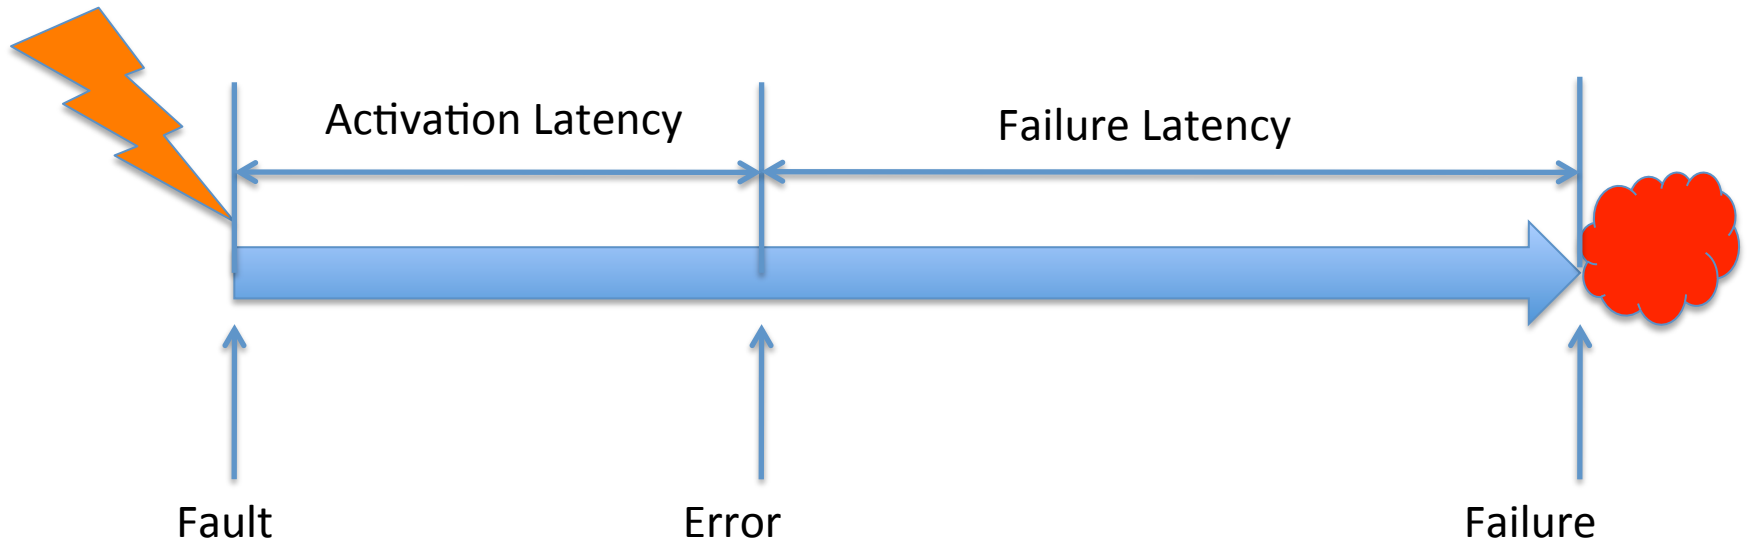 Activation Latency
Failure Latency
Fault
Error
Failure